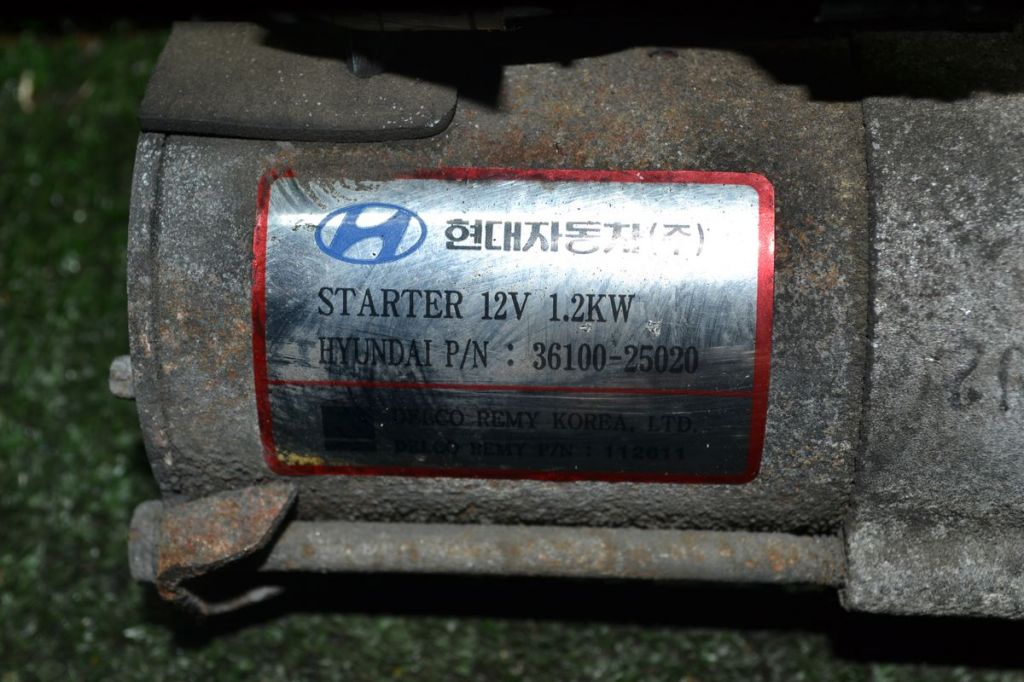 현대자동차(주)
STARTER 12V 1.2KW
HYUNDAI P/N : 36100-25020
DELCO REMY KOREA, LTD.
DELCO REMY P/N : 112611